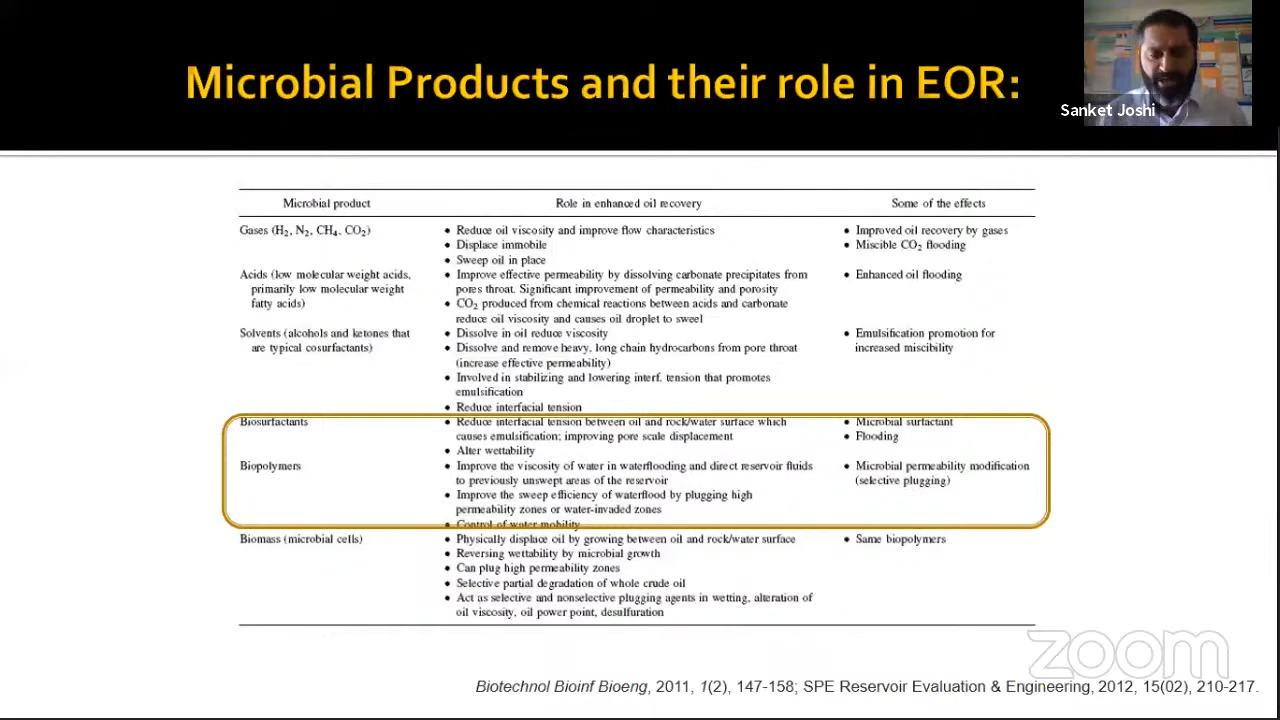 Microbial Products and their role in EOR:
Sanket Joshi
Microbial product Role in enhanced oil recovery Some of the effects
Gases (H₂, N₂, CH₄, CO₂)
• Reduce oil viscosity and improve flow characteristics
• Displace immobile
• Sweep oil in place
• Improved oil recovery by gases
• Miscible CO₂ flooding
Acids (low molecular weight acids,
primarily low molecular weight
fatty acids)
• Improve effective permeability by dissolving carbonate precipitates from
pores throat. Significant improvement of permeability and porosity
• CO₂ produced from chemical reactions between acids and carbonate
reduce oil viscosity and causes oil droplet to sweel
• Enhanced oil flooding
Solvents (alcohols and ketones that
are typical cosurfactants)
• Dissolve in oil reduce viscosity
• Dissolve and remove heavy, long chain hydrocarbons from pore throat
(increase effective permeability)
• Involved in stabilizing and lowering interf. tension that promotes
emulsification
• Reduce interfacial tension
• Emulsification promotion for
increased miscibility
Biosurfactants
• Reduce interfacial tension between oil and rock/water surface which
causes emulsification; improving pore scale displacement
• Alter wettability
• Microbial surfactant
• Flooding
Biopolymers
• Improve the viscosity of water in waterflooding and direct reservoir fluids
to previously unswept areas of the reservoir
• Improve the sweep efficiency of waterflood by plugging high
permeability zones or water-invaded zones
• Control of water mobility
• Microbial permeability modification
(selective plugging)
Biomass (microbial cells)
• Physically displace oil by growing between oil and rock/water surface
• Reversing wettability by microbial growth
• Can plug high permeability zones
• Selective partial degradation of whole crude oil
• Act as selective and nonselective plugging agents in wetting, alteration of
oil viscosity, oil power point, desulfuration
• Same biopolymers
zoom
Biotechnol Bioinf Bioeng, 2011, 1(2), 147-158; SPE Reservoir Evaluation & Engineering, 2012, 15(02), 210-217.